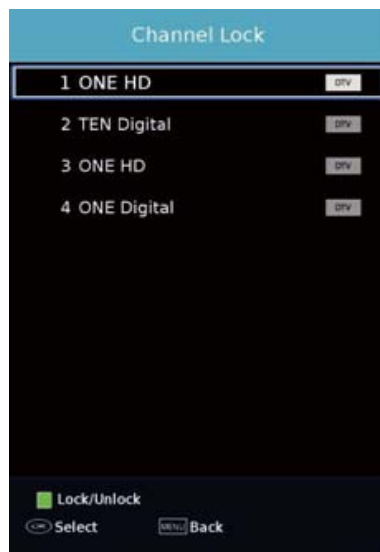 Channel Lock
1 ONE HD DTV
2 TEN Digital DTV
3 ONE HD DTV
4 ONE Digital DTV
Lock/Unlock
OK Select MENU Back